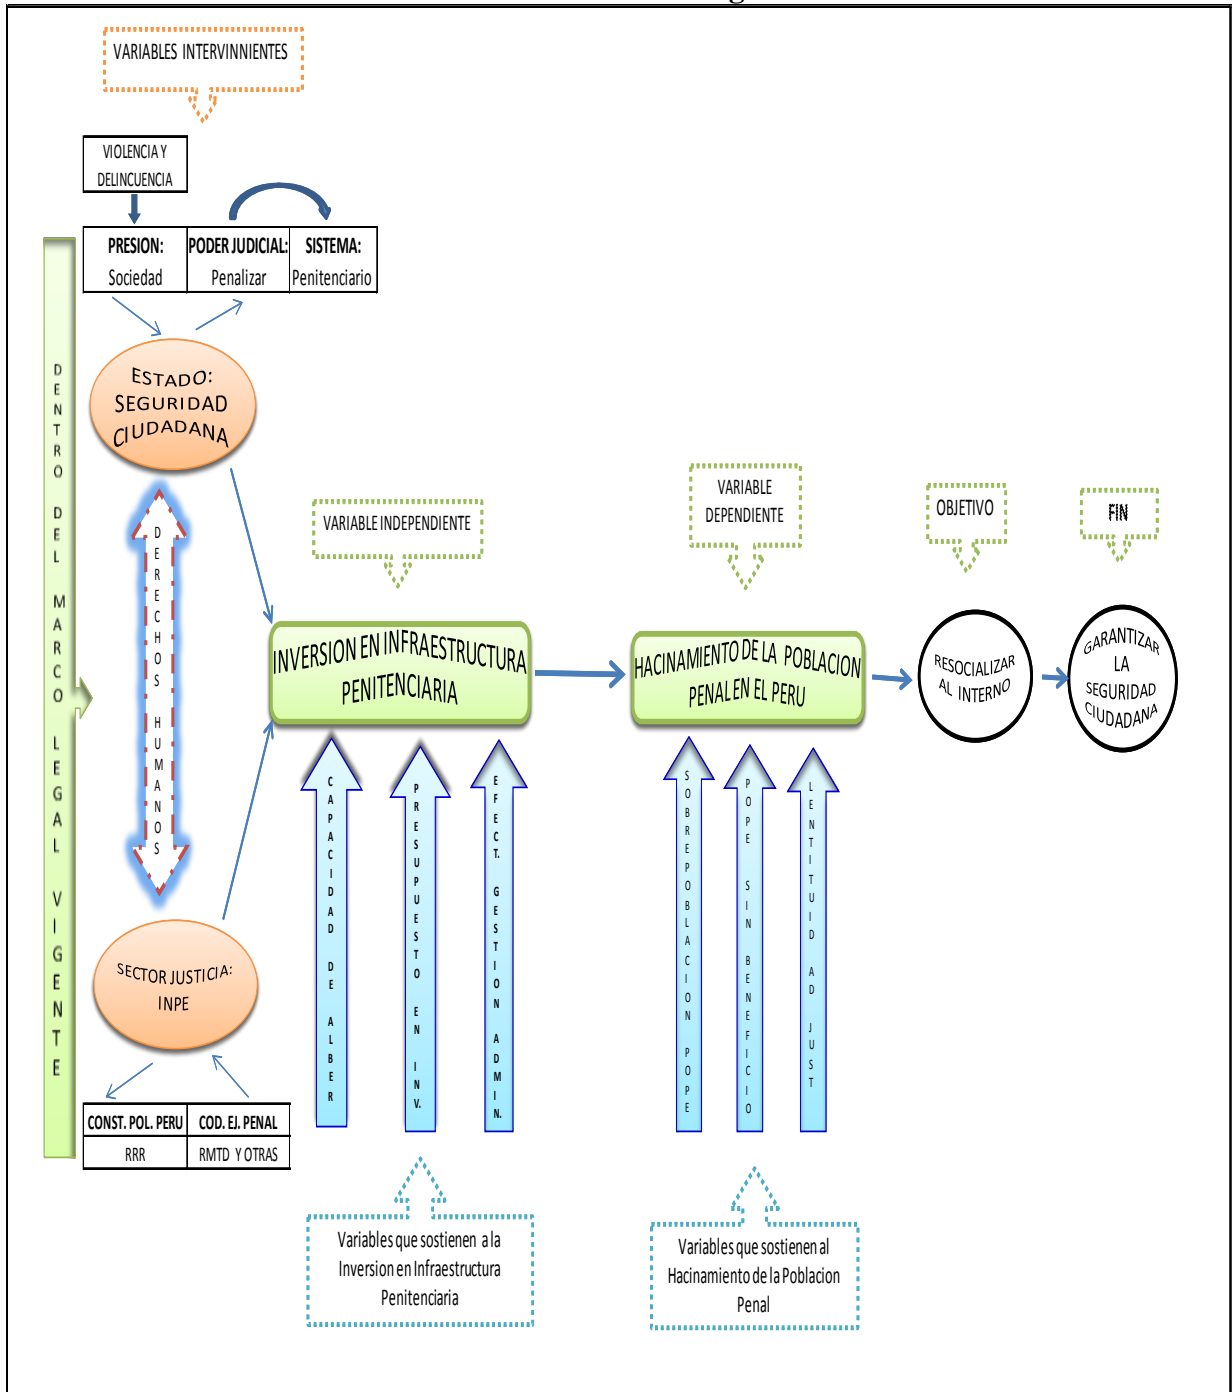 VARIABLES INTERVINNIENTES
VIOLENCIA Y
DELINCUENCIA
PRESION:
Sociedad
PODER JUDICIAL:
Penalizar
SISTEMA:
Penitenciario
DENTRO DEL MARCO LEGAL VIGENTE
ESTADO:
SEGURIDAD
CIUDADANA
DERECHOS HUMANOS
SECTOR JUSTICIA:
INPE
CONST. POL. PERU
COD. EJ. PENAL
RRR
RMTD Y OTRAS
VARIABLE INDEPENDIENTE
INVERSION EN INFRAESTRUCTURA
PENITENCIARIA
CAPACIDAD DE ALBER
PRESUPUESTO EN INV.
EFECT. GESTION ADMIN.
Variables que sostienen a la
Inversion en Infraestructura
Penitenciaria
VARIABLE
DEPENDIENTE
HACINAMIENTO DE LA POBLACION
PENAL EN EL PERU
SOBREPOBLACION POPE
POPE SIN BENEFICIO
LENTITUID AD JUST
Variables que sostienen al
Hacinamiento de la Poblacion
Penal
OBJETIVO
RESOCIALIZAR
AL INTERNO
FIN
GARANTIZAR
LA
SEGURIDAD
CIUDADANA